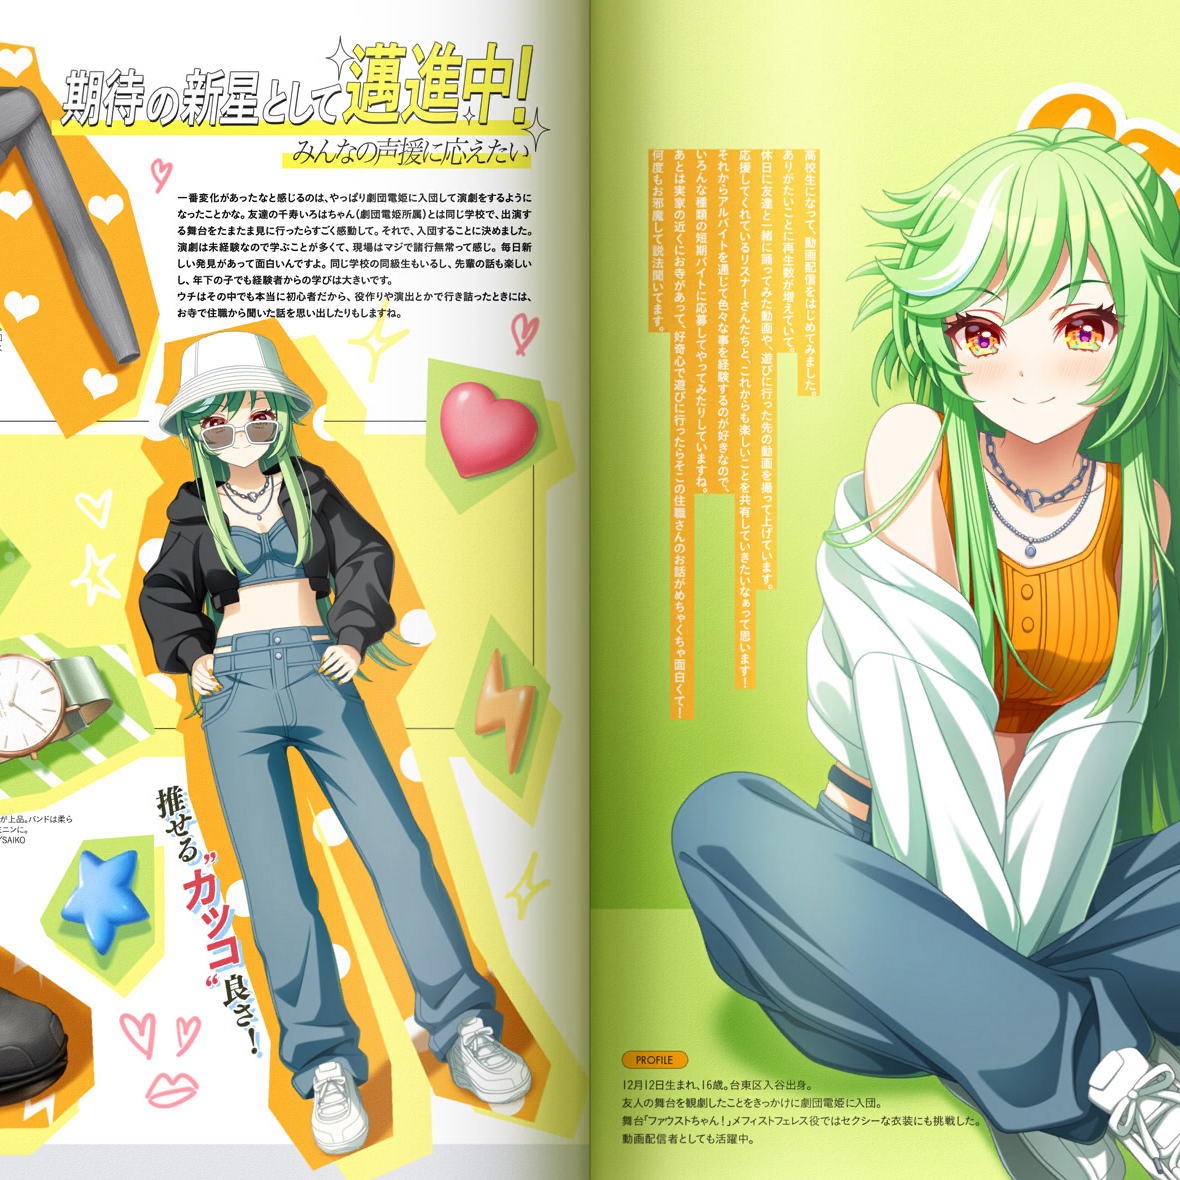 期待の新星として邁進中!
みんなの声援に応えたい
一番変化があったなと感じるのは、やっぱり劇団電姫に入団して演劇をするように
なったことかな。友達の千寿いろはちゃん(劇団電姫所属)とは同じ学校で、出演す
る舞台をたまたま見に行ったらすごく感動して。それで、入団することに決めました。
演劇は未経験なので学ぶことが多くて、現場はマジで諸行無常って感じ。毎日新
しい発見があって面白いんですよ。同じ学校の同級生もいるし、先輩の話も楽しい
し、年下の子でも経験者からの学びは大きいです。
ウチはその中でも本当に初心者だから、役作りや演出とかで行き詰ったときには、
お寺で住職から聞いた話を思い出したりもしますね。
が上品。バンドは柔ら
ミニンに。
/SAIKO
推せる
"カッコ"
良さ!
高校生になって、動画配信をはじめてみました。
ありがたいことに再生数が増えていて、
休日に友達と一緒に踊ってみた動画や、遊びに行った先の動画を撮って上げています。
応援してくれているリスナーさんたちと、これからも楽しいことを共有していきたいなぁって思います!
それからアルバイトを通じて色々な事を経験するのが好きなので、
いろんな種類の短期バイトに応募してやってみたりしていますね。
あとは実家の近くにお寺があって、好奇心で遊びに行ったらそこの住職さんのお話がめちゃくちゃ面白くて!
何度もお邪魔して説法聞いてます。
PROFILE
12月12日生まれ、16歳。台東区入谷出身。
友人の舞台を観劇したことをきっかけに劇団電姫に入団。
舞台「ファウストちゃん!」メフィストフェレス役ではセクシーな衣装にも挑戦した。
動画配信者としても活躍中。